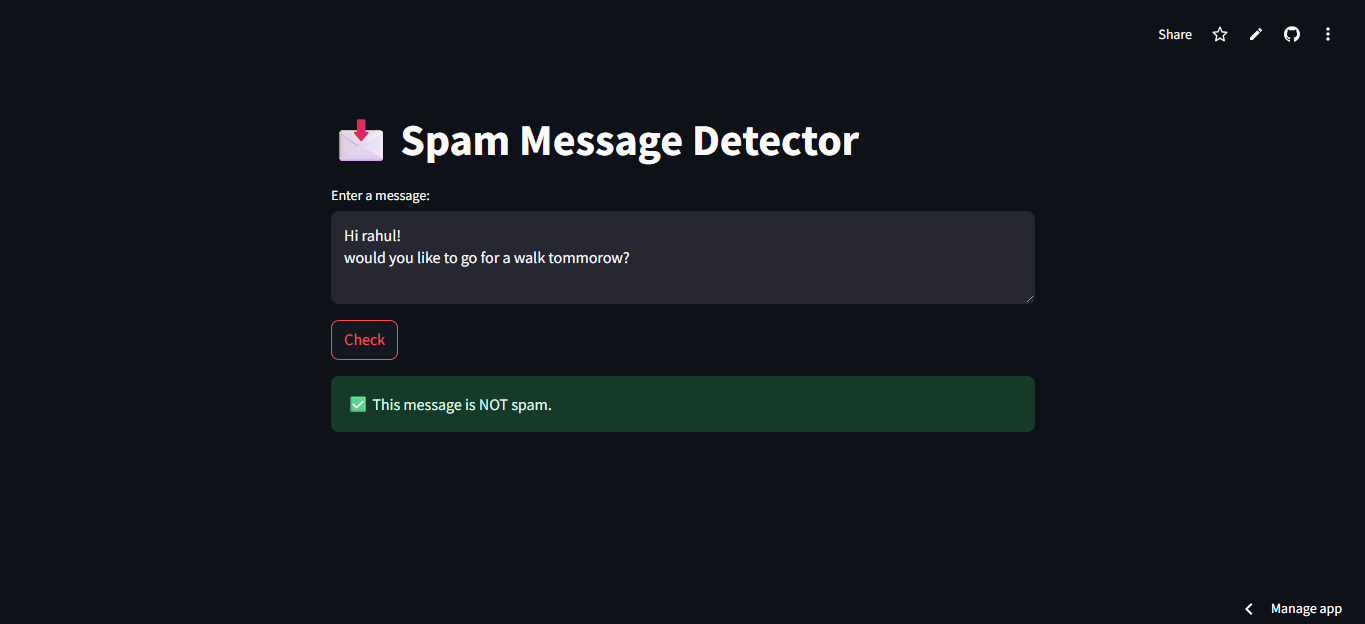 Share
Spam Message Detector
Enter a message:
Hi rahul!
would you like to go for a walk tommorow?
Check
✅ This message is NOT spam.
Manage app